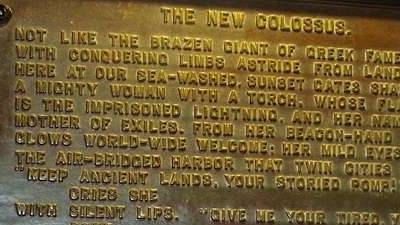 THE NEW COLOSSUS.
NOT LIKE THE BRAZEN GIANT OF GREEK FAME
WITH CONQUERING LIMBS ASTRIDE FROM LAND
HERE AT OUR SEA-WASHED, SUNSET GATES SHA
A MIGHTY WOMAN WITH A TORCH, WHOSE FL
IS THE IMPRISONED LIGHTNING, AND HER NAM
MOTHER OF EXILES. FROM HER BEACON-HAND
GLOWS WORLD-WIDE WELCOME; HER MILD EYES
THE AIR-BRIDGED HARBOR THAT TWIN CITIES
"KEEP ANCIENT LANDS, YOUR STORIED POMP!
CRIES SHE
WITH SILENT LIPS. "GIVE ME YOUR TIRED, Y